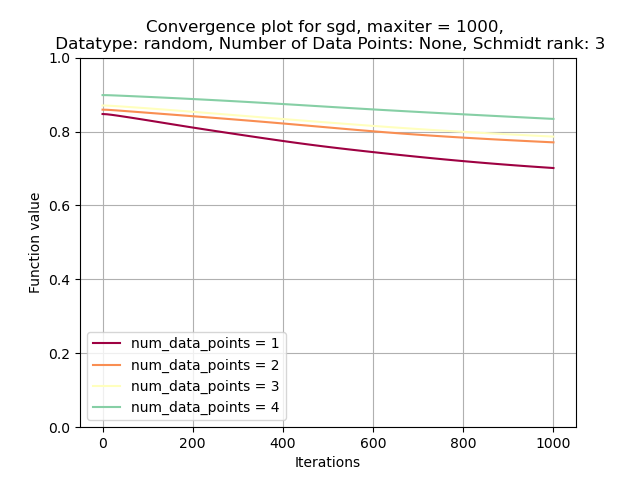 Convergence plot for sgd, maxiter = 1000,
Datatype: random, Number of Data Points: None, Schmidt rank: 3
1.0
0.8
0.6
0.4
0.2
0.0
Function value
num_data_points = 1
num_data_points = 2
num_data_points = 3
num_data_points = 4
0 200 400 600 800 1000
Iterations